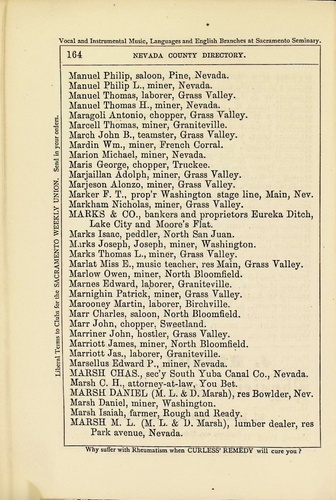 Vocal and Instrumental Music, Languages and English Branches at Sacramento Seminary.
164 NEVADA COUNTY DIRECTORY.
Manuel Philip, saloon, Pine, Nevada.
Manuel Philip L., miner, Nevada.
Manuel Thomas, laborer, Grass Valley.
Manuel Thomas H., miner, Nevada.
Maragoli Antonio, chopper, Grass Valley.
Marcell Thomas, miner, Graniteville.
March John B., teamster, Grass Valley.
Mardin Wm., miner, French Corral.
Marion Michael, miner, Nevada.
Maris George, chopper, Truckee.
Marjaillan Adolph, miner, Grass Valley.
Marjeson Alonzo, miner, Grass Valley.
Marker F. T., prop'r Washington stage line, Main, Nev.
Markham Nicholas, miner, Grass Valley.
MARKS & CO., bankers and proprietors Eureka Ditch,
Lake City and Moore's Flat.
Marks Isaac, peddler, North San Juan.
Marks Joseph, Joseph, miner, Washington.
Marks Thomas L., miner, Grass Valley.
Marlat Miss E., music teacher, res Main, Grass Valley.
Marlow Owen, miner, North Bloomfield.
Marnes Edward, laborer, Graniteville.
Marnighin Patrick, miner, Grass Valley.
Marooney Martin, laborer, Birchville.
Marr Charles, saloon, North Bloomfield.
Marr John, chopper, Sweetland.
Marriner John, hostler, Grass Valley.
Marriott James, miner, North Bloomfield.
Marriott Jas., laborer, Graniteville.
Marsellus Edward P., miner, Nevada.
MARSH CHAS., sec'y South Yuba Canal Co., Nevada.
Marsh C. H., attorney-at-law, You Bet.
MARSH DANIEL (M. L. & D. Marsh), res Bowlder, Nev.
Marsh Daniel, miner, Washington.
Marsh Isaiah, farmer, Rough and Ready.
MARSH M. L. (M. L. & D. Marsh), lumber dealer, res
Park avenue, Nevada.
Why suffer with Rheumatism when CURLESS' REMEDY will cure you?
Liberal Terms to Clubs for the SACRAMENTO WEEKLY UNION. Send in your orders.